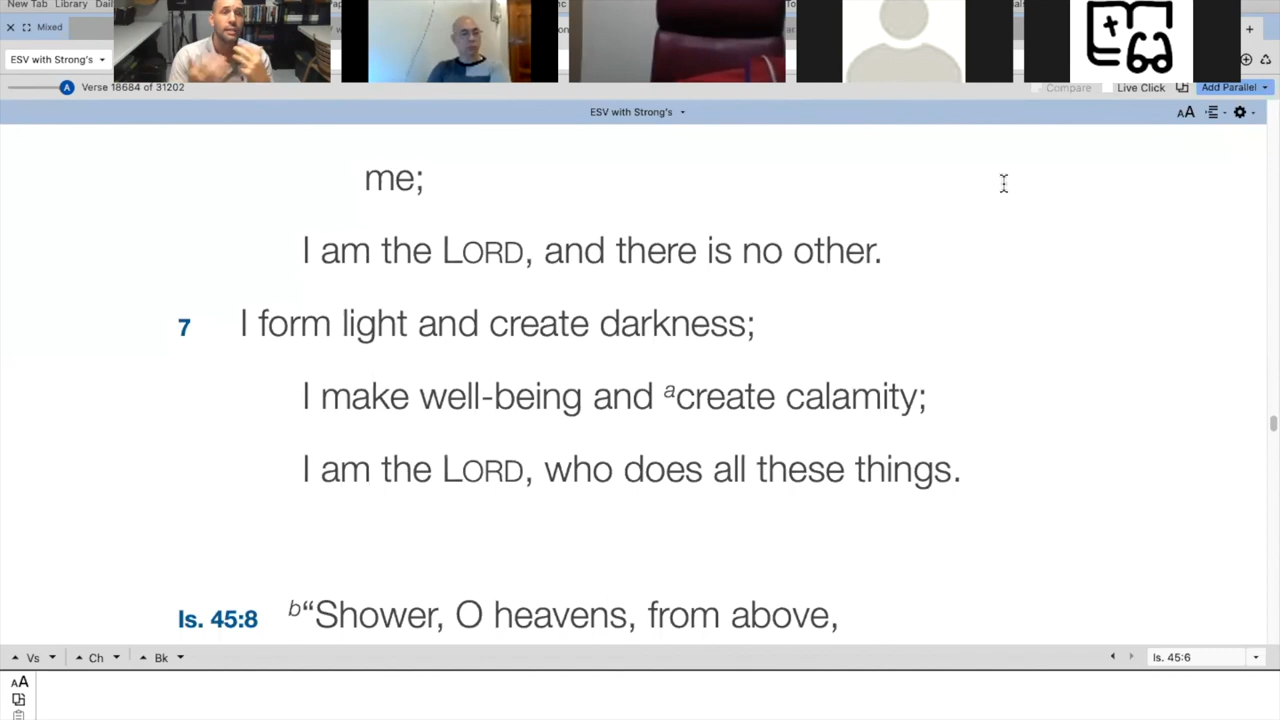 New Tab Library Dail
Mixed
ESV with Strong's
A Verse 18684 of 31202
Compare Live Click Add Parallel
ESV with Strong's AA
me;
I am the LORD, and there is no other.
7 I form light and create darkness;
I make well-being and a create calamity;
I am the LORD, who does all these things.
Is. 45:8 b “Shower, O heavens, from above,
Vs Ch Bk Is. 45:6
AA